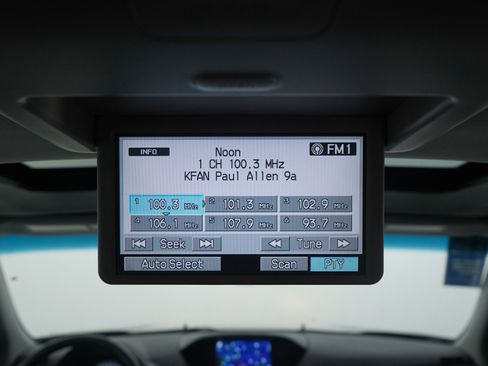 INFO
Noon
FM1
1 CH 100.3 MHz
KFAN Paul Allen 9a
1 100.3 MHz 2 101.3 MHz 3 102.9 MHz
4 106.1 MHz 5 107.9 MHz 6 93.7 MHz
Seek Tune
Auto Select Scan PTY